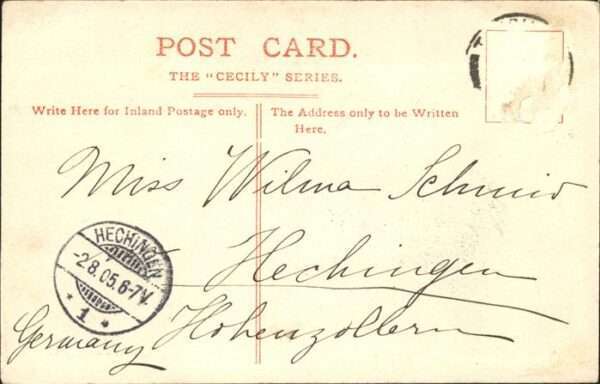 POST CARD.
THE "CECILY" SERIES.
Write Here for Inland Postage only.
The Address only to be Written
Here.
Miss Wilma Schmid
Hechingen
Hohenzollern
Germany
HECHINGEN
-2.8.05.6-7V.
* 1 *